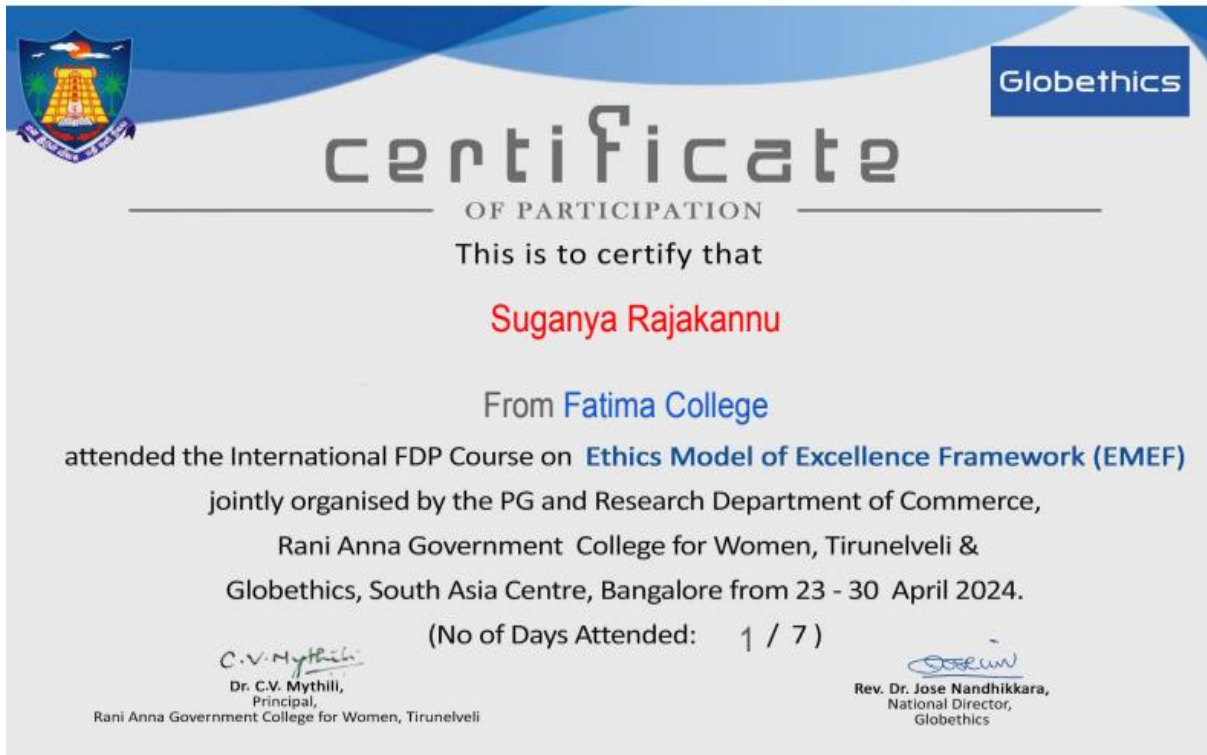 Globethics
certificate
OF PARTICIPATION
This is to certify that
Suganya Rajakannu
From Fatima College
attended the International FDP Course on Ethics Model of Excellence Framework (EMEF)
jointly organised by the PG and Research Department of Commerce,
Rani Anna Government College for Women, Tirunelveli &
Globethics, South Asia Centre, Bangalore from 23 - 30 April 2024.
(No of Days Attended: 1 / 7 )
C.V. Mythili
Dr. C.V. Mythili,
Principal,
Rani Anna Government College for Women, Tirunelveli
Rev. Dr. Jose Nandhikkara,
National Director,
Globethics